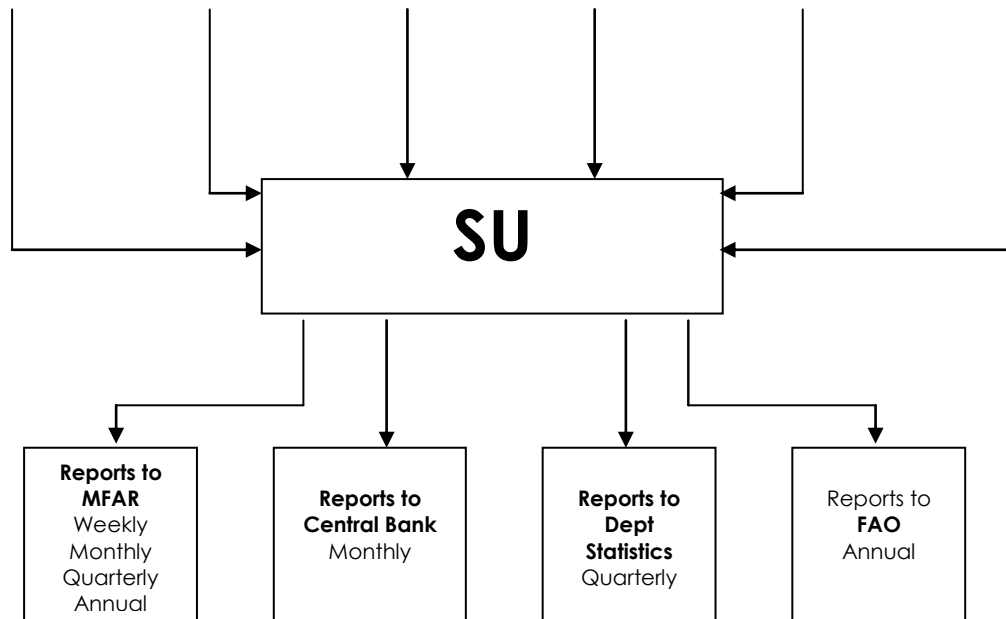 SU
Reports to
MFAR
Weekly
Monthly
Quarterly
Annual
Reports to
Central Bank
Monthly
Reports to
Dept
Statistics
Quarterly
Reports to
FAO
Annual